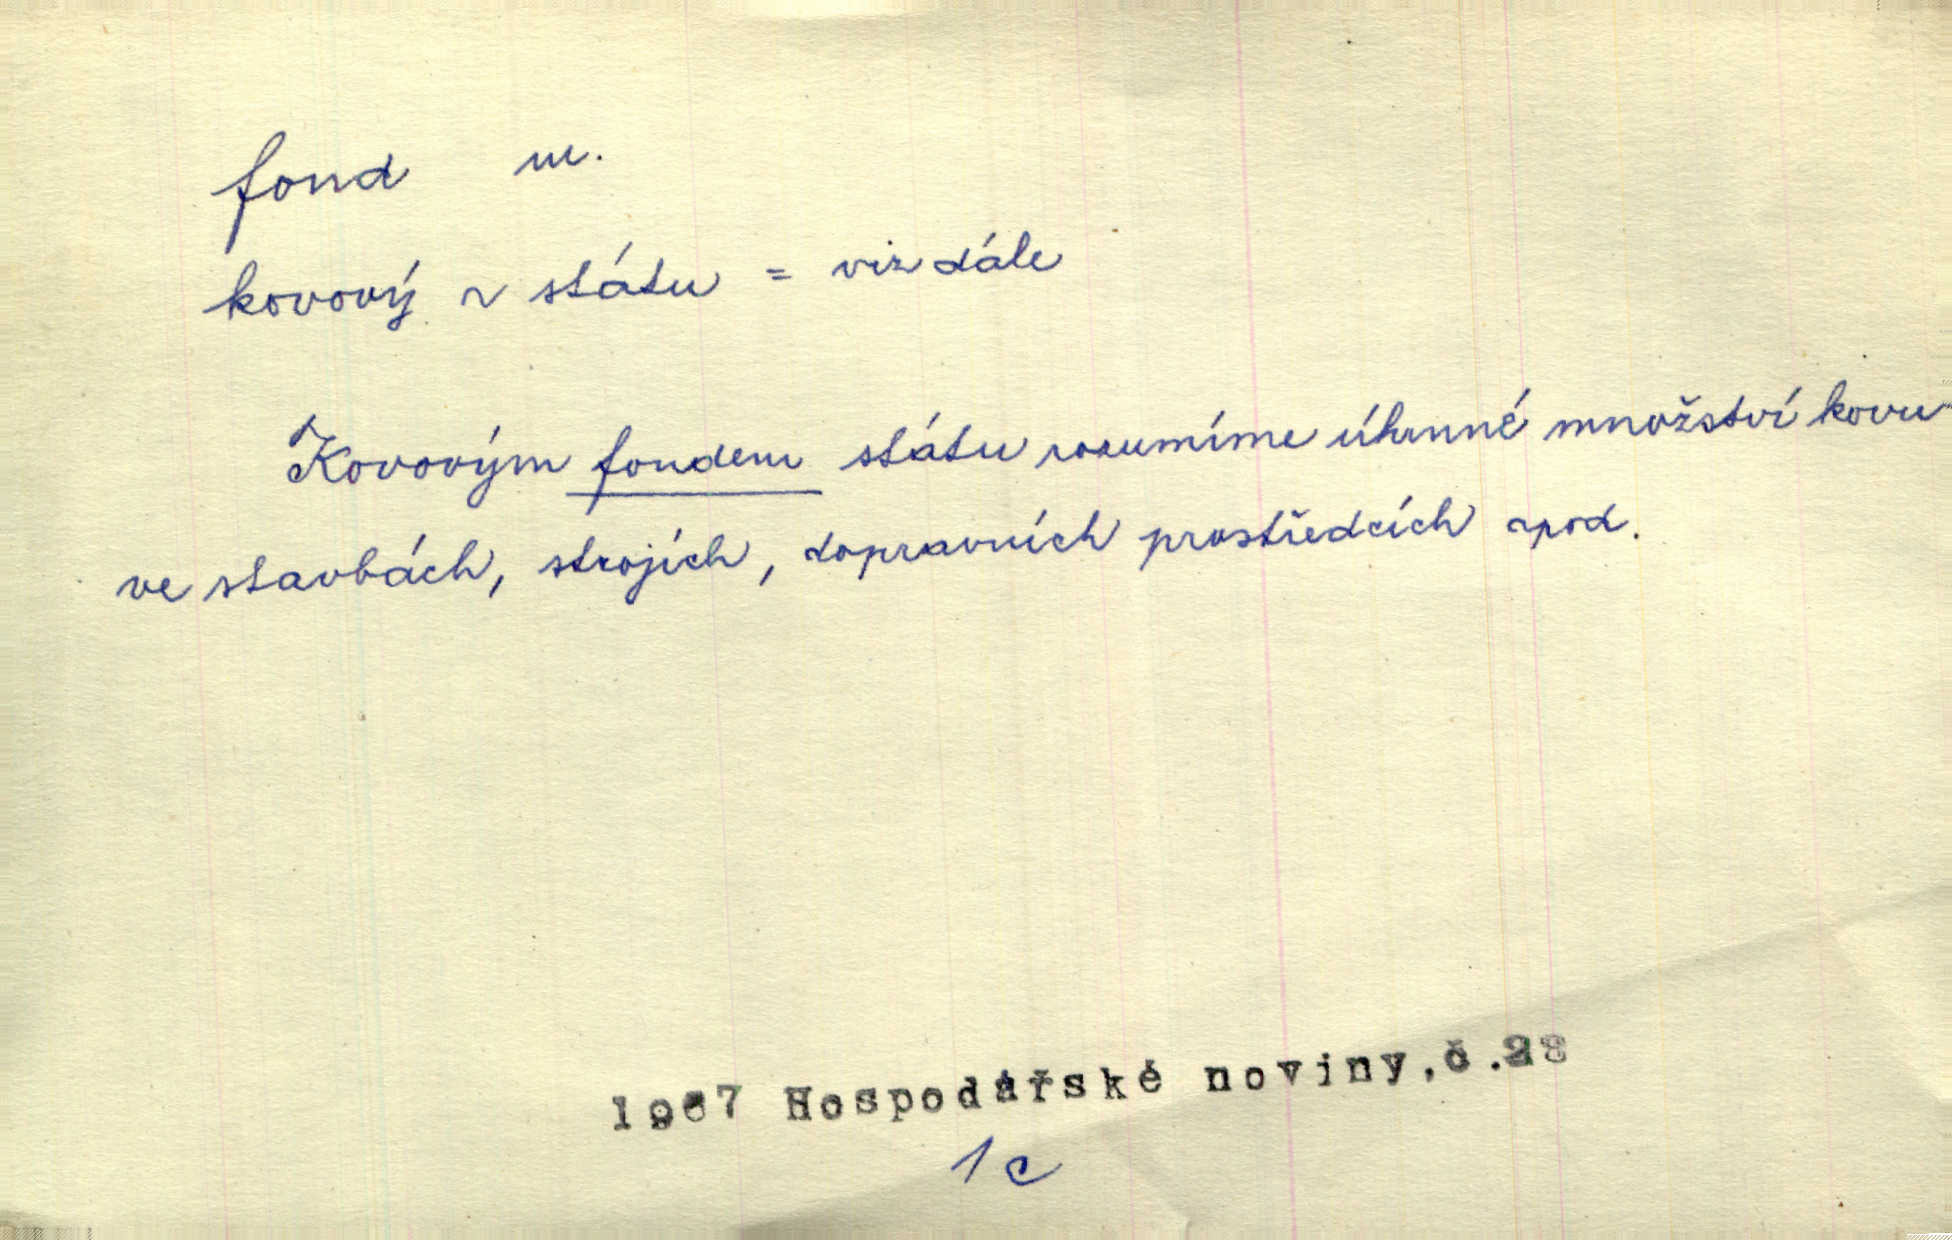 fond m.
kovový ~ státu = viz dále
Kovovým fondem státu rozumíme úhrnné množství kovu
ve stavbách, strojích, dopravních prostředcích apod.
1967 Hospodářské noviny, č. 28
1c